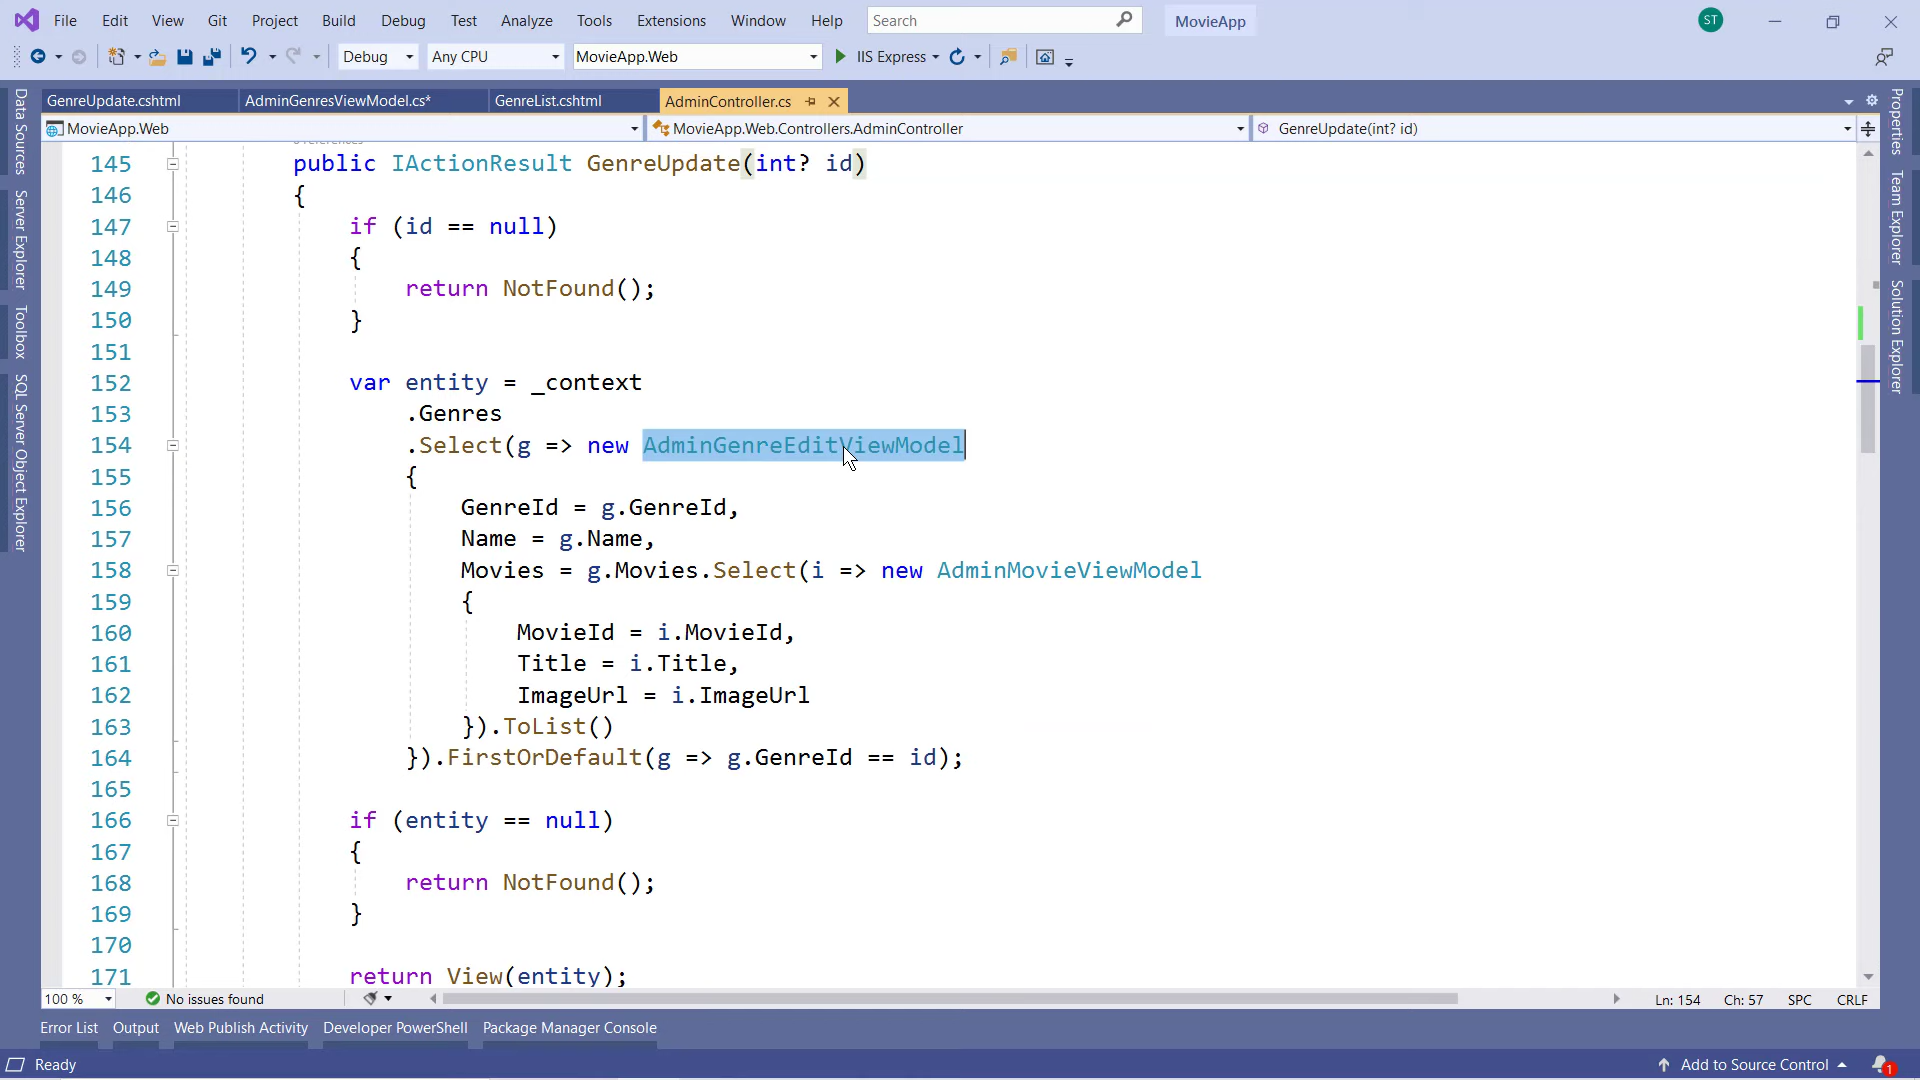 File Edit View Git Project Build Debug Test Analyze Tools Extensions Window Help Search MovieApp ST
Debug Any CPU MovieApp.Web IIS Express
GenreUpdate.cshtml AdminGenresViewModel.cs* GenreList.cshtml AdminController.cs
MovieApp.Web MovieApp.Web.Controllers.AdminController GenreUpdate(int? id)
145 public IActionResult GenreUpdate(int? id)
146 {
147 if (id == null)
148 {
149 return NotFound();
150 }
151
152 var entity = _context
153 .Genres
154 .Select(g => new AdminGenreEditViewModel
155 {
156 GenreId = g.GenreId,
157 Name = g.Name,
158 Movies = g.Movies.Select(i => new AdminMovieViewModel
159 {
160 MovieId = i.MovieId,
161 Title = i.Title,
162 ImageUrl = i.ImageUrl
163 }).ToList()
164 }).FirstOrDefault(g => g.GenreId == id);
165
166 if (entity == null)
167 {
168 return NotFound();
169 }
170
171 return View(entity);
Data Sources
Server Explorer
Toolbox
SQL Server Object Explorer
Properties
Team Explorer
Solution Explorer
100 % No issues found Ln: 154 Ch: 57 SPC CRLF
Error List Output Web Publish Activity Developer PowerShell Package Manager Console
Ready Add to Source Control 1